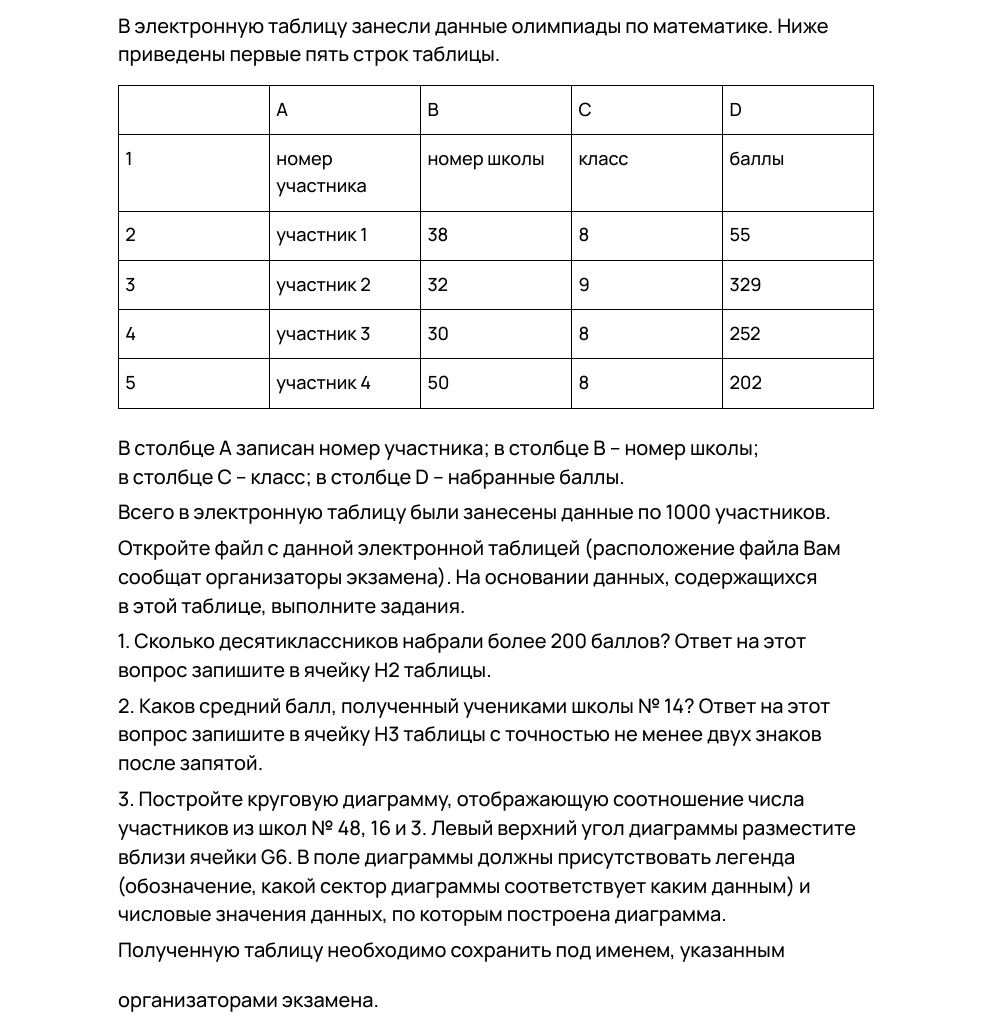 В электронную таблицу занесли данные олимпиады по математике. Ниже
приведены первые пять строк таблицы.
A B C D
1 номер участника номер школы класс баллы
2 участник 1 38 8 55
3 участник 2 32 9 329
4 участник 3 30 8 252
5 участник 4 50 8 202
В столбце A записан номер участника; в столбце B – номер школы;
в столбце C – класс; в столбце D – набранные баллы.
Всего в электронную таблицу были занесены данные по 1000 участников.
Откройте файл с данной электронной таблицей (расположение файла Вам
сообщат организаторы экзамена). На основании данных, содержащихся
в этой таблице, выполните задания.
1. Сколько десятиклассников набрали более 200 баллов? Ответ на этот
вопрос запишите в ячейку H2 таблицы.
2. Каков средний балл, полученный учениками школы № 14? Ответ на этот
вопрос запишите в ячейку H3 таблицы с точностью не менее двух знаков
после запятой.
3. Постройте круговую диаграмму, отображающую соотношение числа
участников из школ № 48, 16 и 3. Левый верхний угол диаграммы разместите
вблизи ячейки G6. В поле диаграммы должны присутствовать легенда
(обозначение, какой сектор диаграммы соответствует каким данным) и
числовые значения данных, по которым построена диаграмма.
Полученную таблицу необходимо сохранить под именем, указанным
организаторами экзамена.